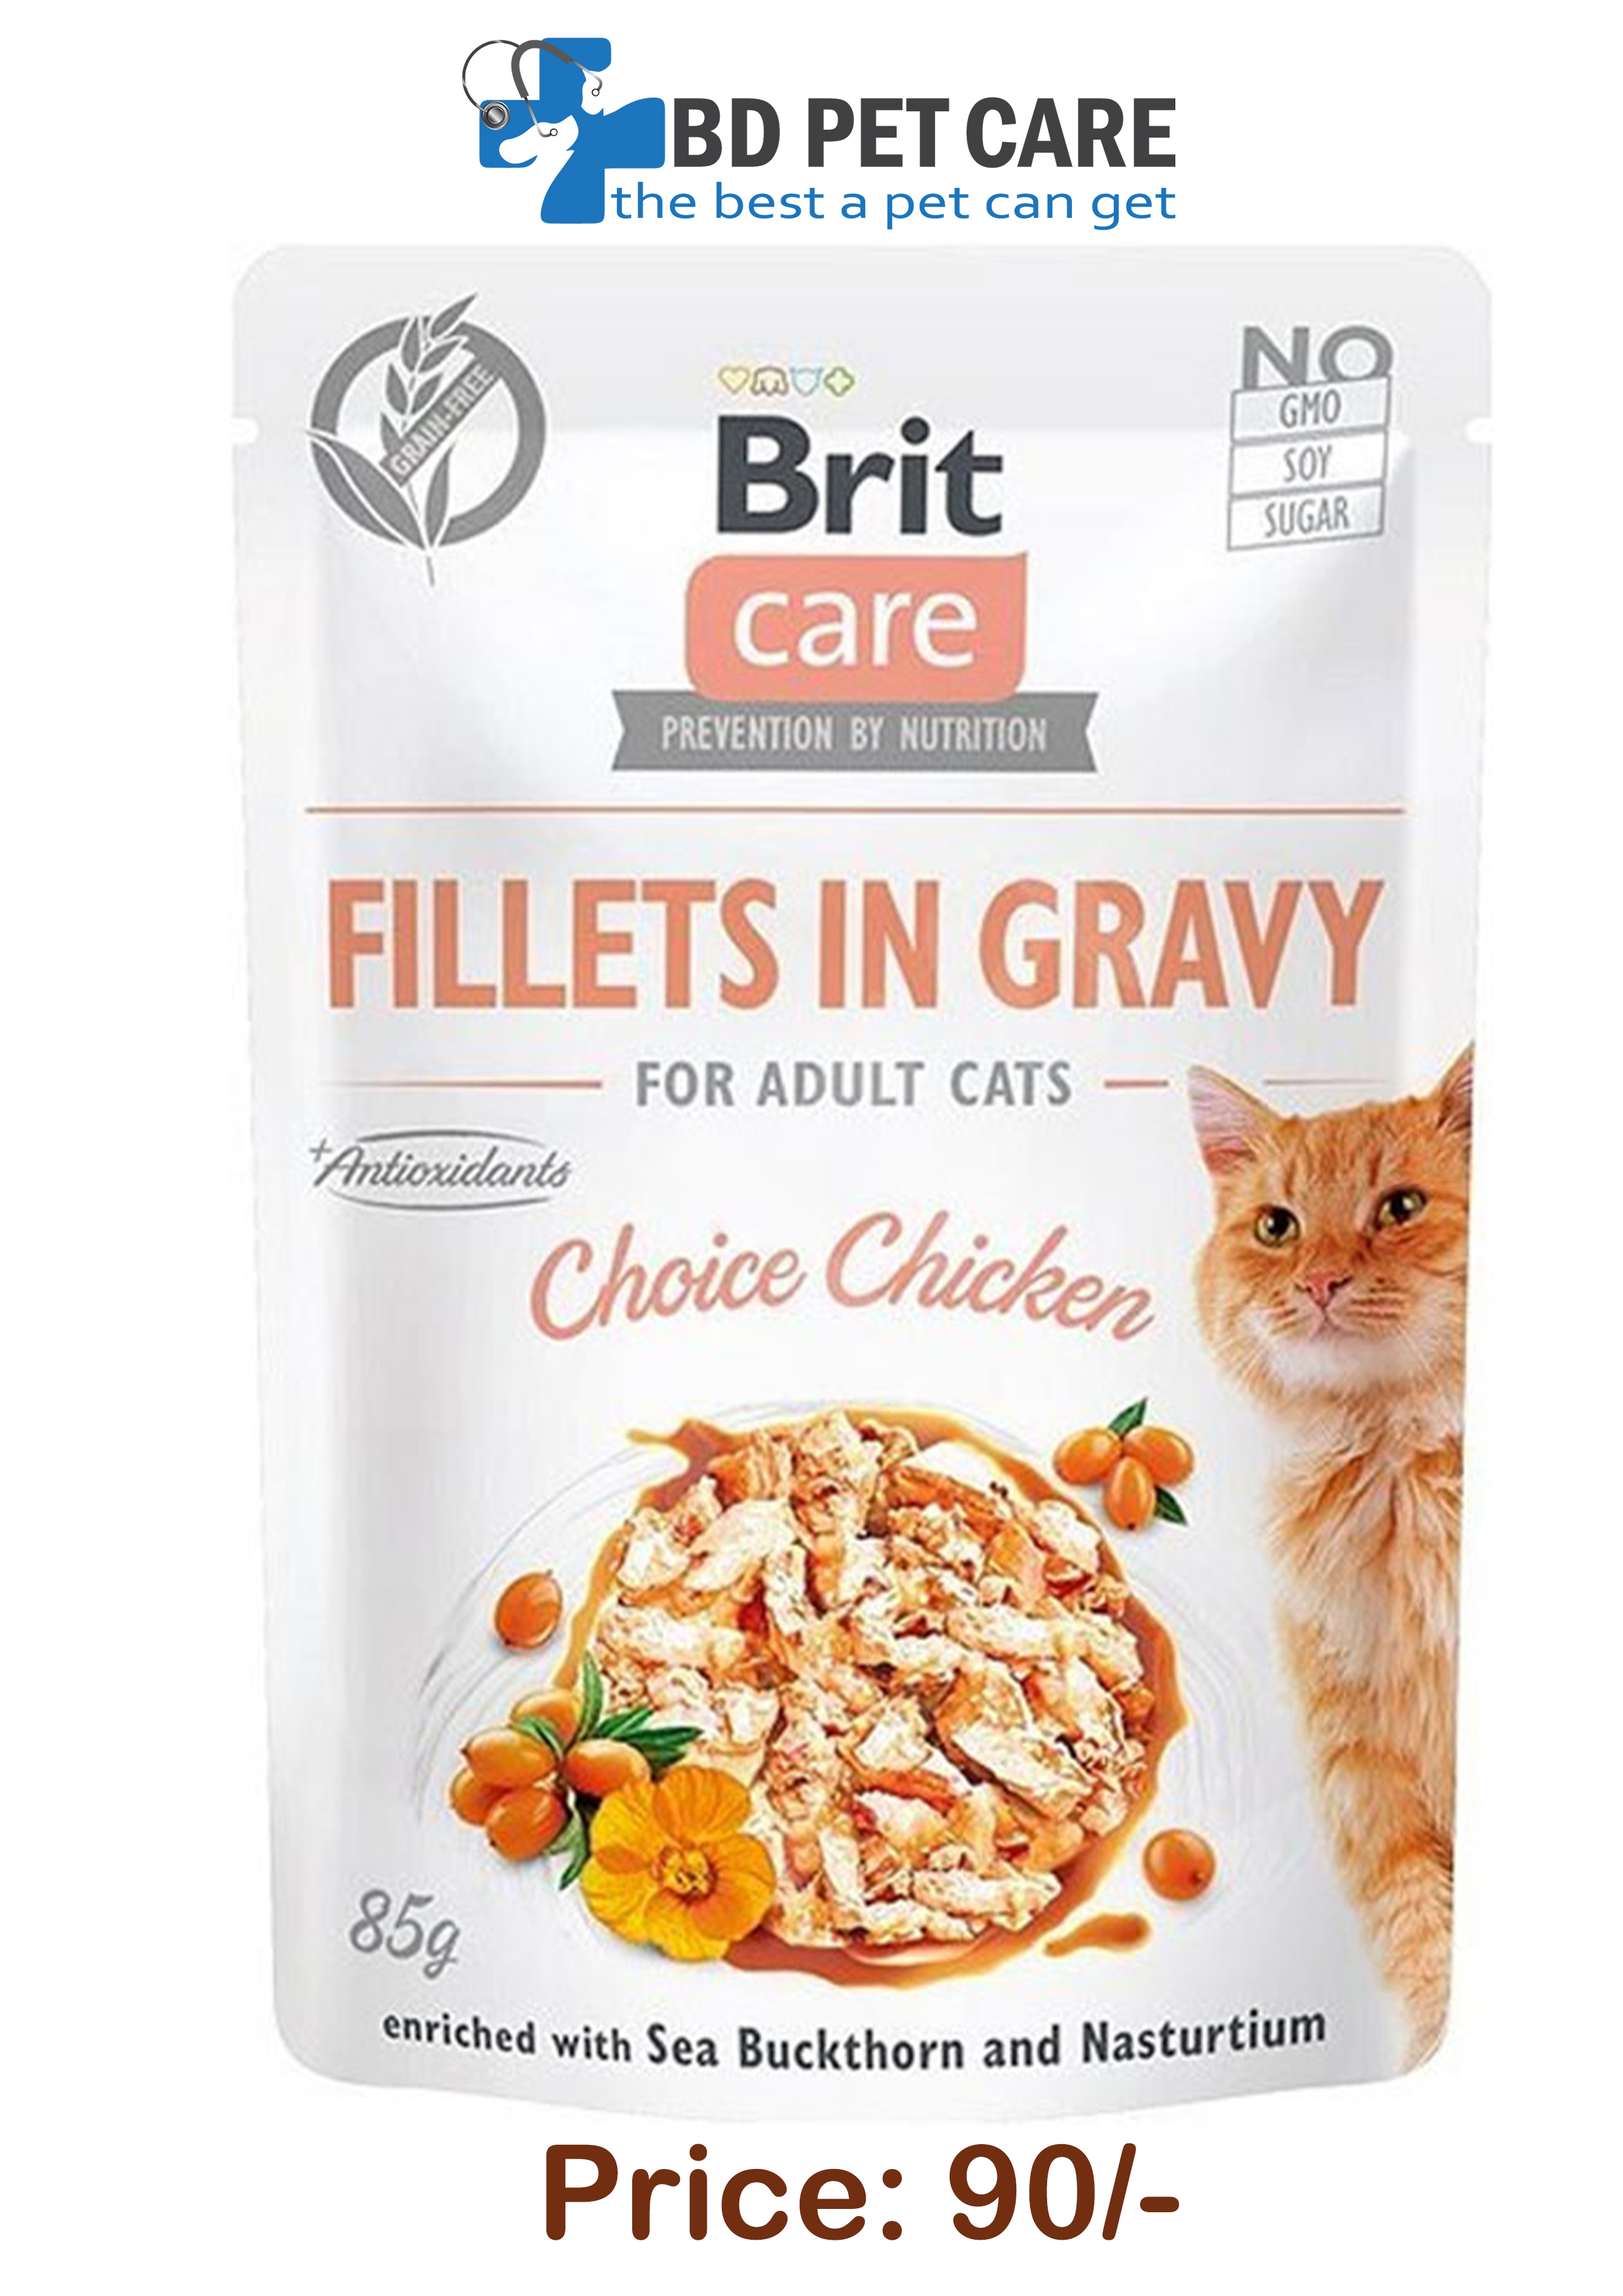 BD PET CARE
the best a pet can get
GRAIN-FREE
NO
GMO
SOY
SUGAR
Brit
care
PREVENTION BY NUTRITION
FILLETS IN GRAVY
FOR ADULT CATS
+Antioxidants
Choice Chicken
85g
enriched with Sea Buckthorn and Nasturtium
Price: 90/-